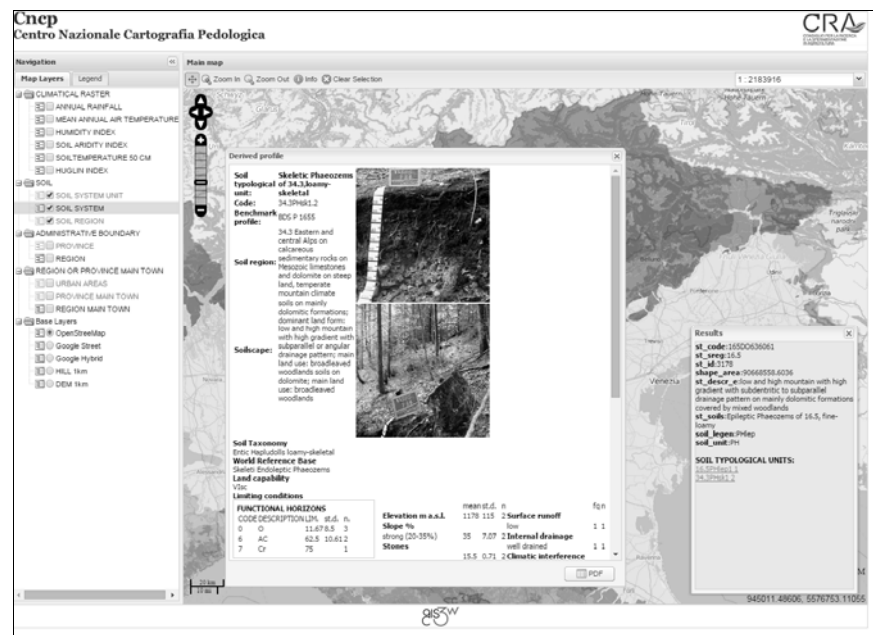 Cncp
Centro Nazionale Cartografia Pedologica
CRA
Navigation
Main map
Map Layers Legend
Zoom In Zoom Out Info Clear Selection
1 : 2183916
CLIMATICAL RASTER
ANNUAL RAINFALL
MEAN ANNUAL AIR TEMPERATURE
HUMIDITY INDEX
SOIL ARIDITY INDEX
SOILTEMPERATURE 50 CM
HUGLIN INDEX
SOIL
SOIL SYSTEM UNIT
SOIL SYSTEM
SOIL REGION
ADMINISTRATIVE BOUNDARY
PROVINCE
REGION
REGION OR PROVINCE MAIN TOWN
URBAN AREAS
PROVINCE MAIN TOWN
REGION MAIN TOWN
Base Layers
OpenStreetMap
Google Street
Google Hybrid
HILL 1km
DEM 1km
Derived profile
Soil typological unit: Skeletic Phaeozems of 34.3,loamy-skeletal
Code: 34.3PHsk1.2
Benchmark profile: BDS P 1655
Soil region: 34.3 Eastern and central Alps on calcareous sedimentary rocks on Mesozoic limestones and dolomite on steep land, temperate mountain climate
Soilscape: soils on mainly dolomitic formations; dominant land form: low and high mountain with high gradient with subparallel or angular drainage pattern; main land use: broadleaved woodlands soils on dolomite; main land use: broadleaved woodlands
Soil Taxonomy
Entic Hapludolls loamy-skeletal
World Reference Base
Skeleti Endoleptic Phaeozems
Land capability
VIsc
Limiting conditions
FUNCTIONAL HORIZONS
CODE DESCRIPTION LIM. st.d. n.
0 O 11.67 8.5 3
6 AC 62.5 10.61 2
7 Cr 75 1
mean st.d. n
Elevation m a.s.l. 1178 115 2
Slope %
strong (20-35%) 35 7.07 2
Stones
15.5 0.71 2
fq n
Surface runoff
low 1 1
Internal drainage
well drained 1 1
Climatic interference
PDF
Results
st_code:165DO636061
st_sreg:16.5
st_id:3178
shape_area:90668558.6036
st_descr_e:low and high mountain with high
gradient with subdentritic to subparallel
drainage pattern on mainly dolomitic formations
covered by mixed woodlands
st_soils:Epileptic Phaeozems of 16.5, fine-
loamy
soil_legen:PHlep
soil_unit:PH
SOIL TYPOLOGICAL UNITS:
16.5PHlep1 1
34.3PHsk1 2
Venezia
Triglavski
narodni
park
20 km
10 mi
945011.48606, 5576753.11055
gis3w